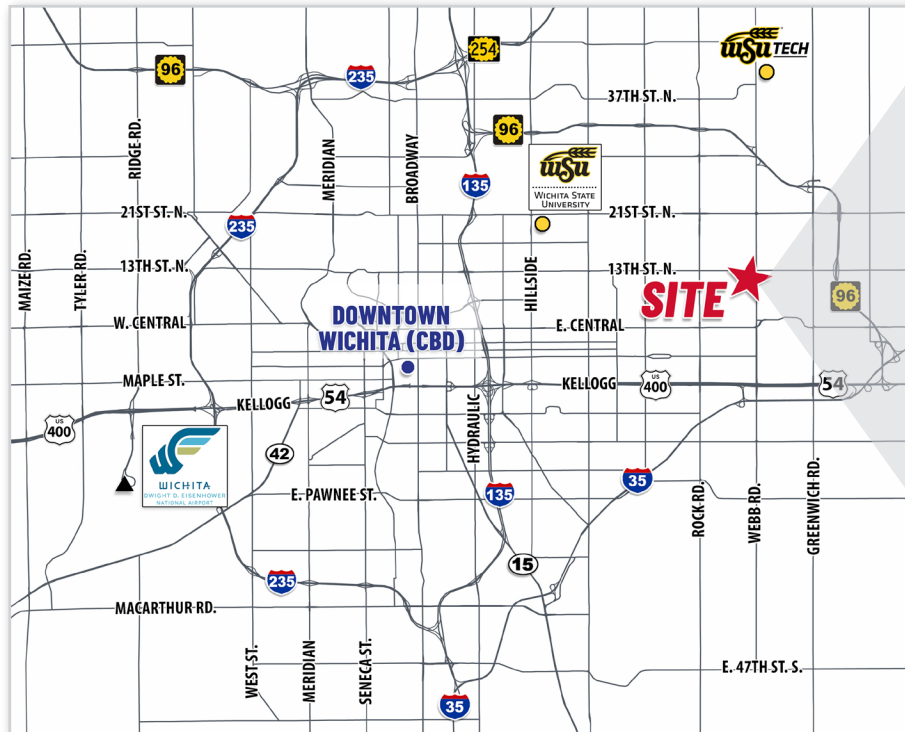 254
WSU TECH
96
235
37TH ST. N.
96
RIDGE RD.
MERIDIAN
BROADWAY
WSU
WICHITA STATE
UNIVERSITY
135
21ST ST. N.
21ST ST. N.
235
MAIZE RD.
TYLER RD.
13TH ST. N.
HILLSIDE
13TH ST. N.
SITE
96
W. CENTRAL
DOWNTOWN
WICHITA (CBD)
E. CENTRAL
MAPLE ST.
KELLOGG
54
KELLOGG
US
400
54
US
400
HYDRAULIC
42
WICHITA
DWIGHT D. EISENHOWER
NATIONAL AIRPORT
E. PAWNEE ST.
135
35
ROCK RD.
WEBB RD.
GREENWICH RD.
15
235
MACARTHUR RD.
WEST ST.
MERIDIAN
SENECA ST.
E. 47TH ST. S.
35